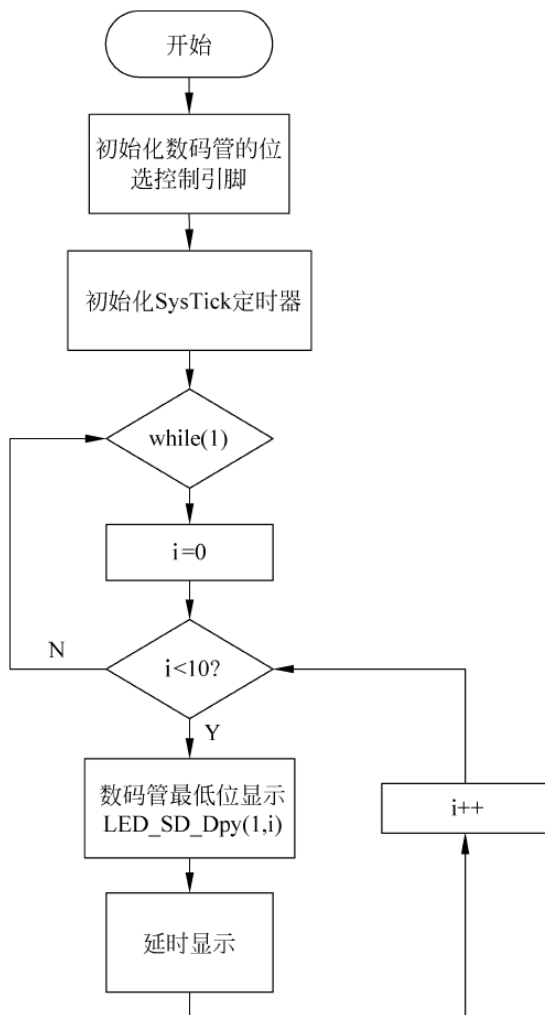 开始
初始化数码管的位
选控制引脚
初始化SysTick定时器
while(1)
i=0
N
i<10?
Y
数码管最低位显示
LED_SD_Dpy(1,i)
i++
延时显示